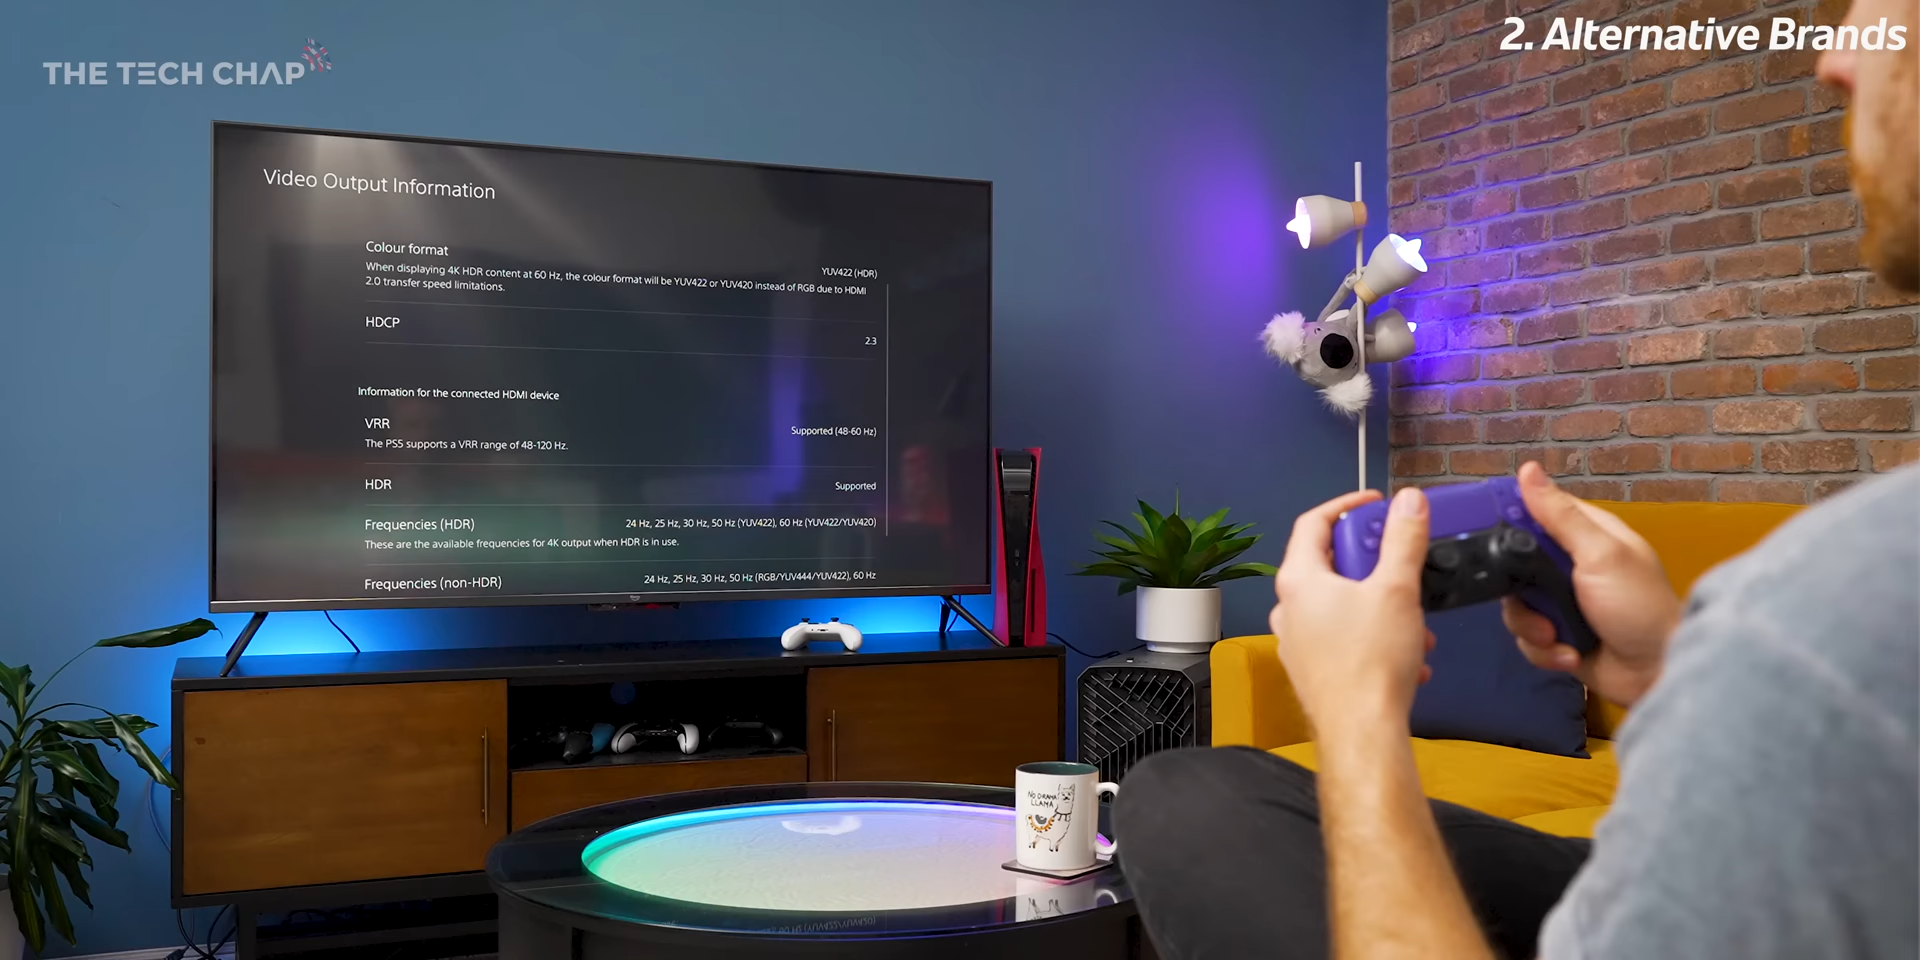 2. Alternative Brands
THE TECH CHAP
Video Output Information
Colour format
YUV422 (HDR)
When displaying 4K HDR content at 60 Hz, the colour format will be YUV422 or YUV420 instead of RGB due to HDMI
2.0 transfer speed limitations.
HDCP
2.3
Information for the connected HDMI device
VRR
Supported (48-60 Hz)
The PS5 supports a VRR range of 48-120 Hz.
HDR
Supported
Frequencies (HDR)
24 Hz, 25 Hz, 30 Hz, 50 Hz (YUV422), 60 Hz (YUV422/YUV420)
These are the available frequencies for 4K output when HDR is in use.
Frequencies (non-HDR)
24 Hz, 25 Hz, 30 Hz, 50 Hz (RGB/YUV444/YUV422), 60 Hz
NO DRAMA
LLAMA